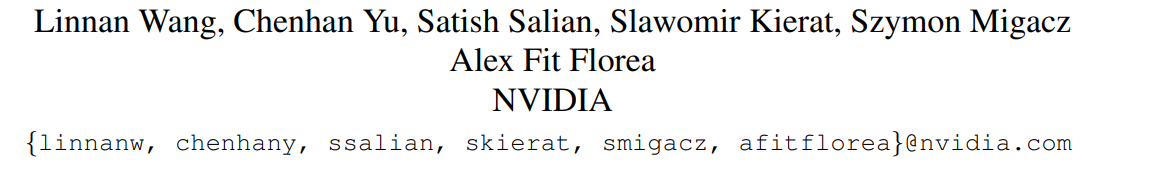 Linnan Wang, Chenhan Yu, Satish Salian, Slawomir Kierat, Szymon Migacz
Alex Fit Florea
NVIDIA
{linnanw, chenhany, ssalian, skierat, smigacz, afitflorea}@nvidia.com